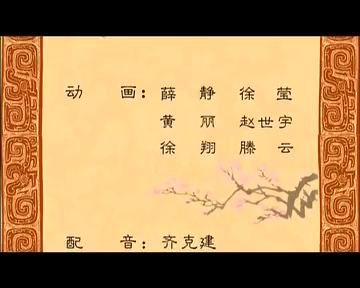 动 画：薛 静 徐 莹
黄 丽 赵世宇
徐 翔 滕 云
配 音：齐克建